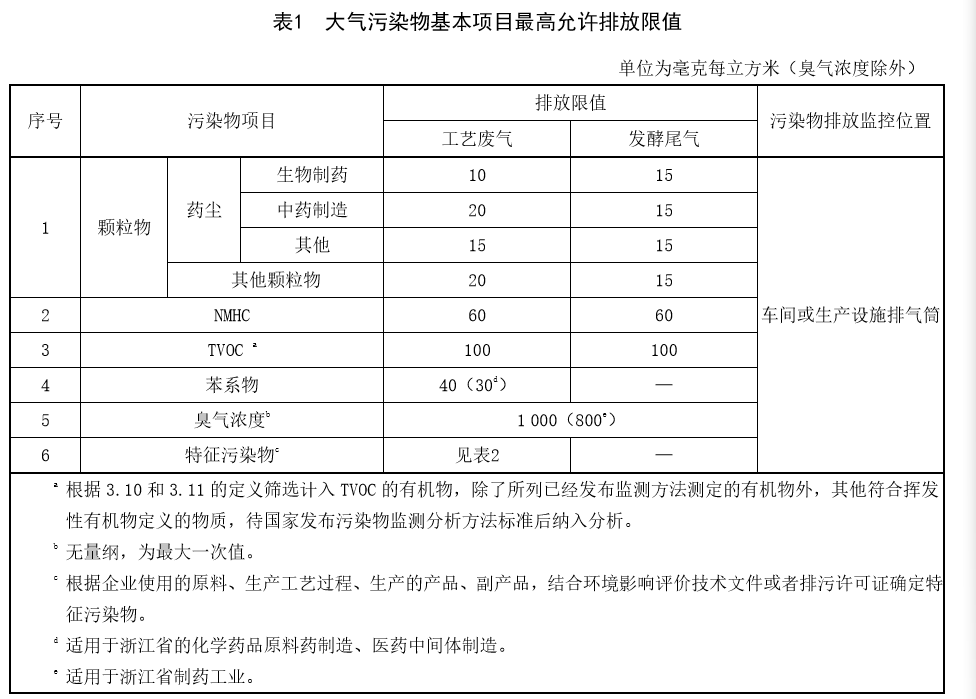 表1 大气污染物基本项目最高允许排放限值
单位为毫克每立方米（臭气浓度除外）
序号 污染物项目 排放限值 污染物排放监控位置
工艺废气 发酵尾气
1 颗粒物 药尘 生物制药 10 15 车间或生产设施排气筒
中药制造 20 15
其他 15 15
其他颗粒物 20 15
2 NMHC 60 60
3 TVOC ᵃ 100 100
4 苯系物 40（30ᵈ） —
5 臭气浓度ᵇ 1 000（800ᵉ）
6 特征污染物ᶜ 见表2 —
ᵃ 根据 3.10 和 3.11 的定义筛选计入 TVOC 的有机物，除了所列已经发布监测方法测定的有机物外，其他符合挥发
性有机物定义的物质，待国家发布污染物监测分析方法标准后纳入分析。
ᵇ 无量纲，为最大一次值。
ᶜ 根据企业使用的原料、生产工艺过程、生产的产品、副产品，结合环境影响评价技术文件或者排污许可证确定特
征污染物。
ᵈ 适用于浙江省的化学药品原料药制造、医药中间体制造。
ᵉ 适用于浙江省制药工业。